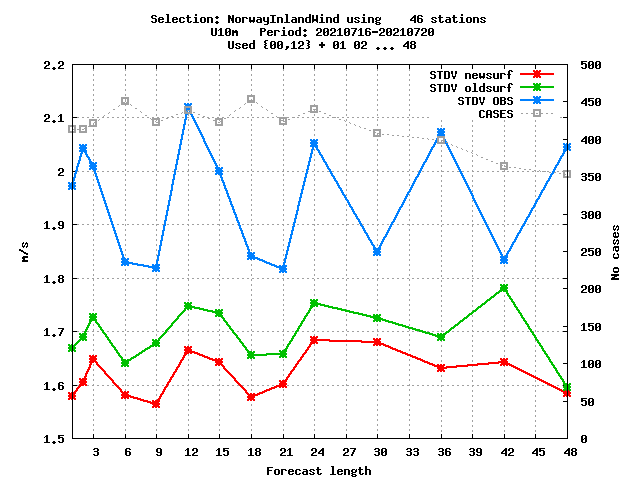 Selection: NorwayInlandWind using    46 stations
U10m   Period: 20210716-20210720
Used {00,12} + 01 02 ... 48
STDV newsurf
STDV oldsurf
STDV OBS
CASES
2.2
2.1
2
1.9
1.8
1.7
1.6
1.5
m/s
500
450
400
350
300
250
200
150
100
50
0
No cases
3 6 9 12 15 18 21 24 27 30 33 36 39 42 45 48
Forecast length